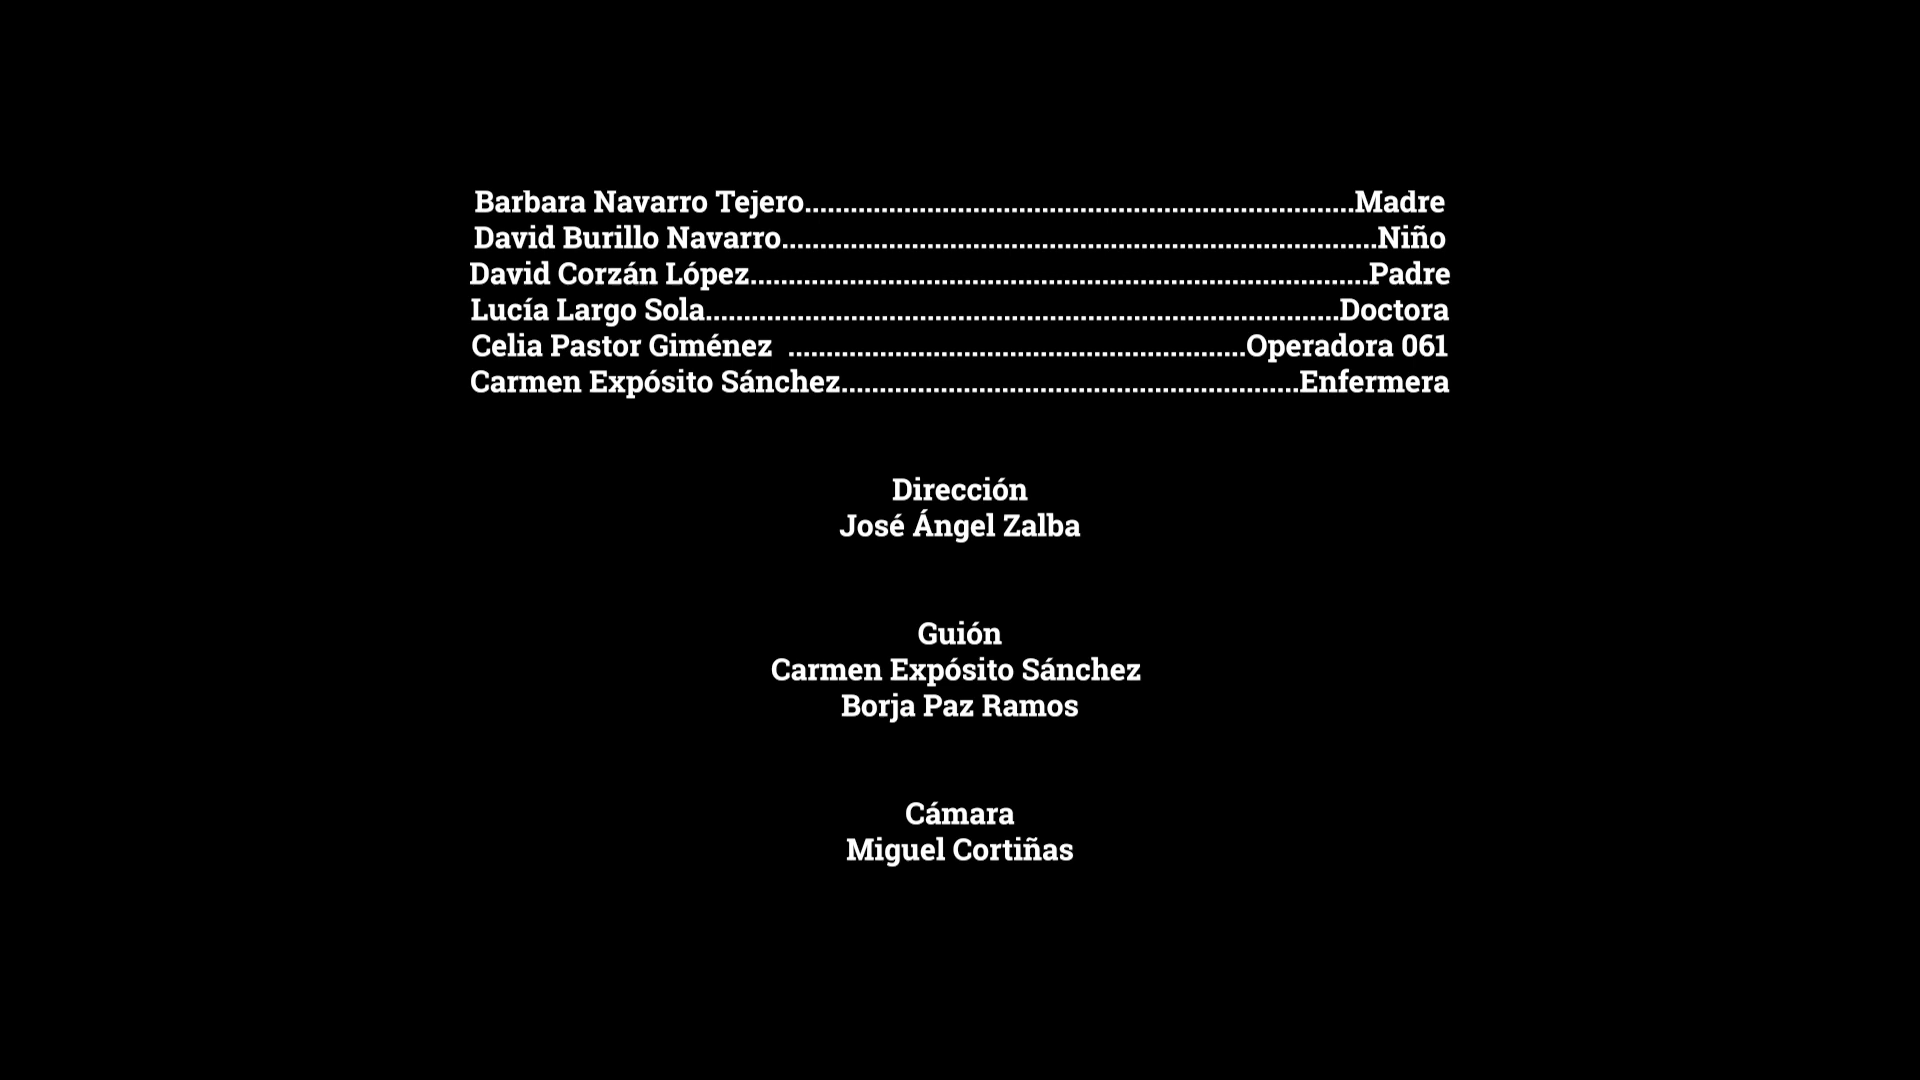 Barbara Navarro Tejero........................................................................Madre
David Burillo Navarro..............................................................................Niño
David Corzán López.................................................................................Padre
Lucía Largo Sola...................................................................................Doctora
Celia Pastor Giménez ............................................................Operadora 061
Carmen Expósito Sánchez............................................................Enfermera
Dirección
José Ángel Zalba
Guión
Carmen Expósito Sánchez
Borja Paz Ramos
Cámara
Miguel Cortiñas